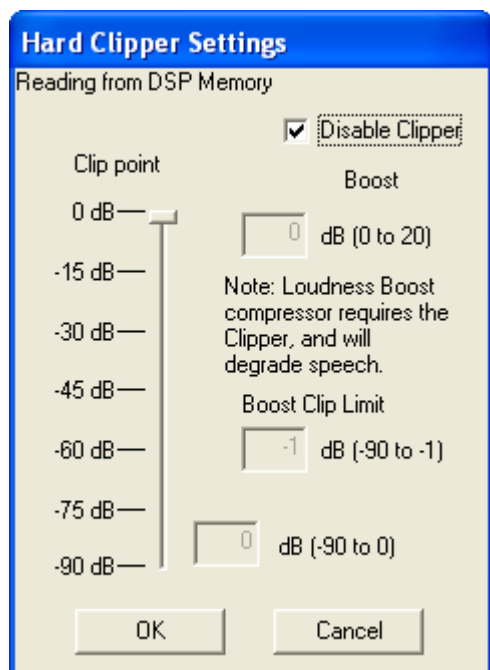 Hard Clipper Settings
Reading from DSP Memory
Disable Clipper
Clip point
Boost
0 dB
0 dB (0 to 20)
-15 dB
Note: Loudness Boost
compressor requires the
Clipper, and will
degrade speech.
-30 dB
-45 dB
Boost Clip Limit
-60 dB
-1 dB (-90 to -1)
-75 dB
0 dB (-90 to 0)
-90 dB
OK
Cancel